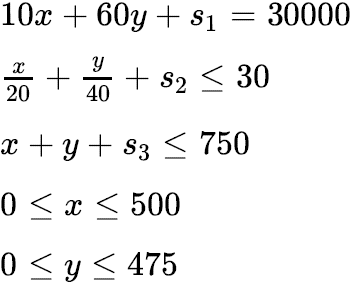 10x + 60y + s₁ = 30000
x/20 + y/40 + s₂ ≤ 30
x + y + s₃ ≤ 750
0 ≤ x ≤ 500
0 ≤ y ≤ 475